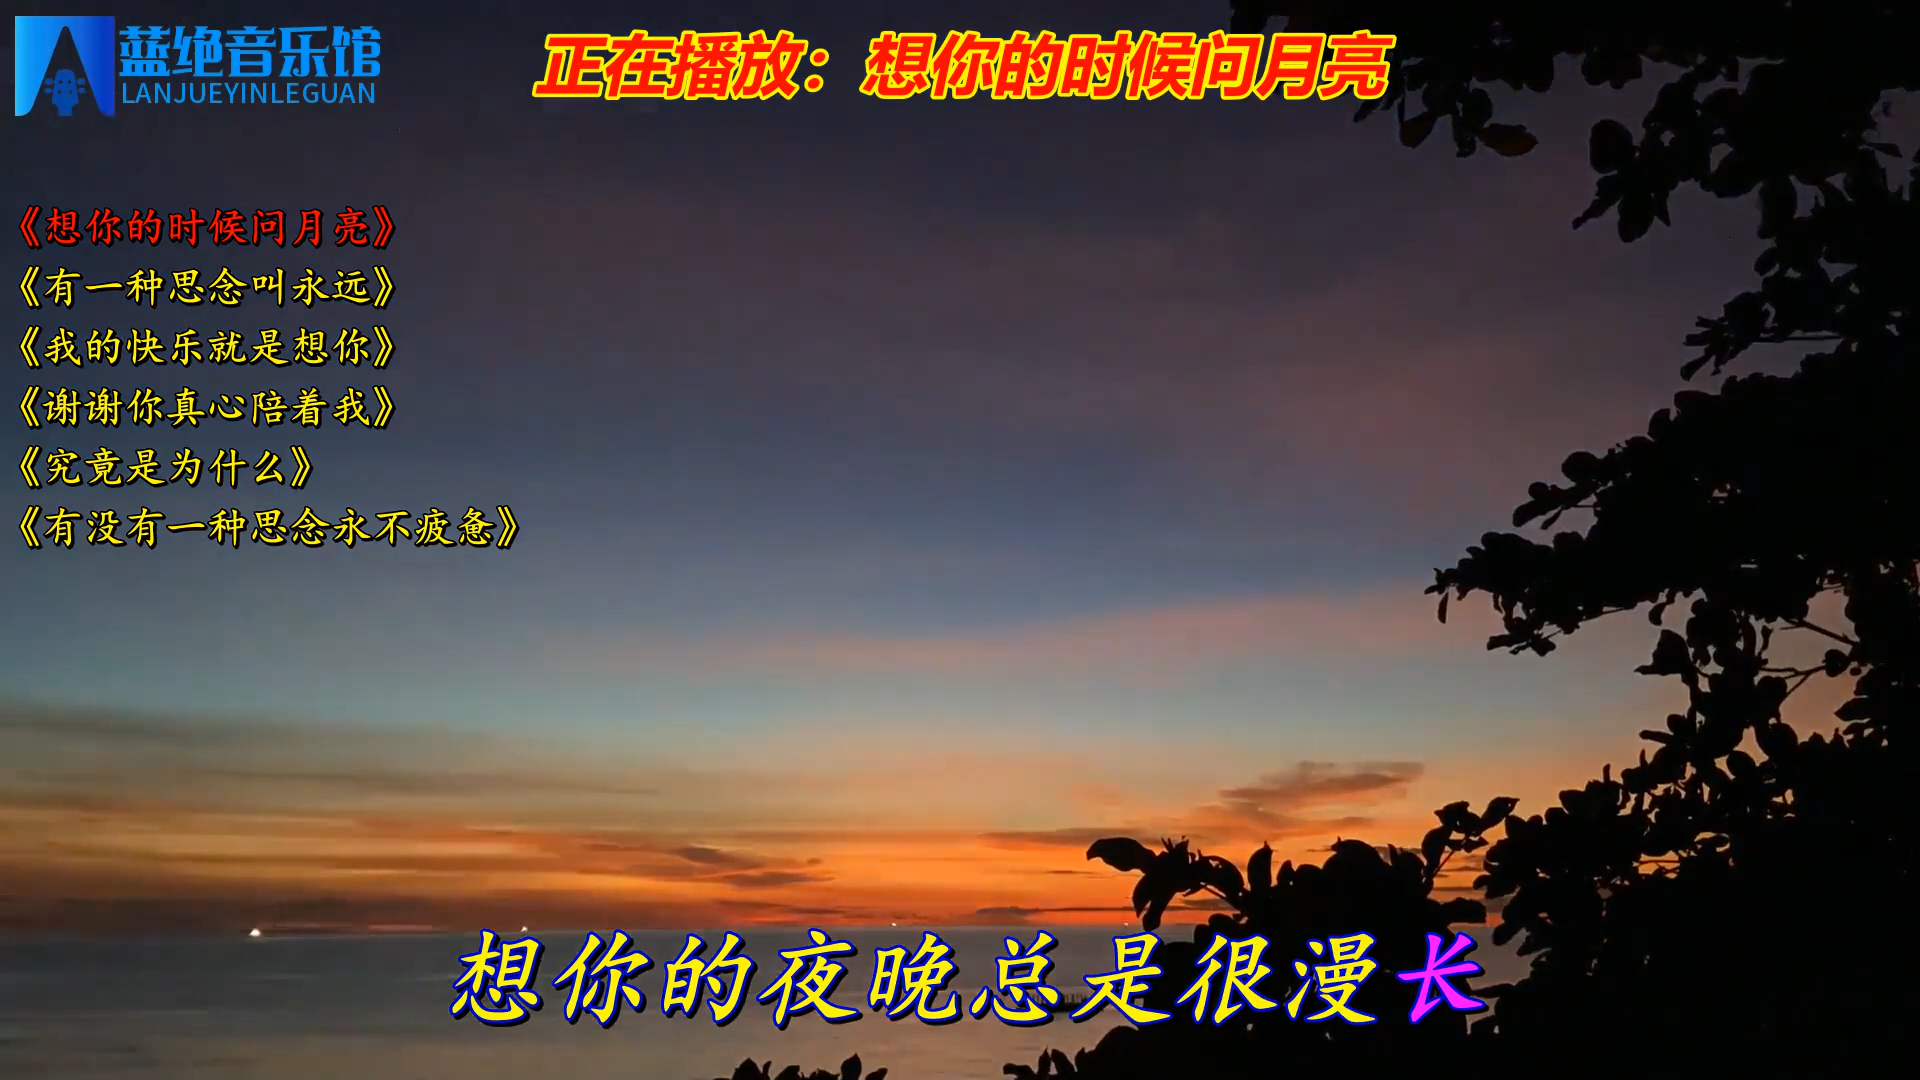 蓝绝音乐馆
LANJUEYINLEGUAN
正在播放：想你的时候问月亮
《想你的时候问月亮》
《有一种思念叫永远》
《我的快乐就是想你》
《谢谢你真心陪着我》
《究竟是为什么》
《有没有一种思念永不疲惫》
想你的夜晚总是很漫长